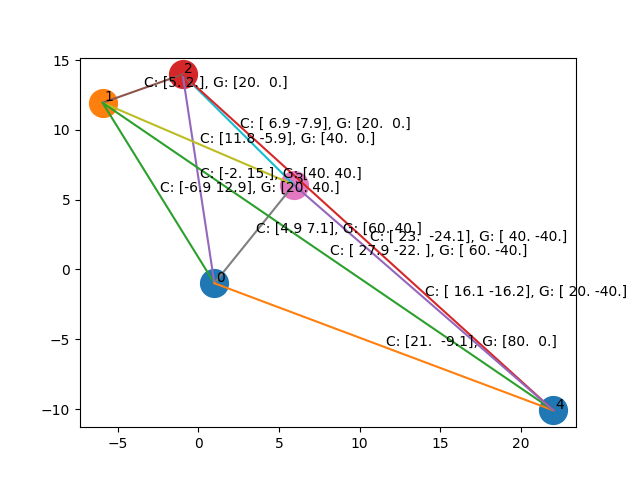 15
10
5
0
−5
−10
−5
0
5
10
15
20
2
1
C: [5. 2.], G: [20.  0.]
C: [ 6.9 -7.9], G: [20.  0.]
C: [11.8 -5.9], G: [40.  0.]
C: [-2. 15.], G: [40. 40.]
3
C: [-6.9 12.9], G: [20. 40.]
C: [4.9 7.1], G: [60. 40.]
C: [ 23.  -24.1], G: [ 40. -40.]
C: [ 27.9 -22. ], G: [ 60. -40.]
0
C: [ 16.1 -16.2], G: [ 20. -40.]
C: [21.  -9.1], G: [80.  0.]
4